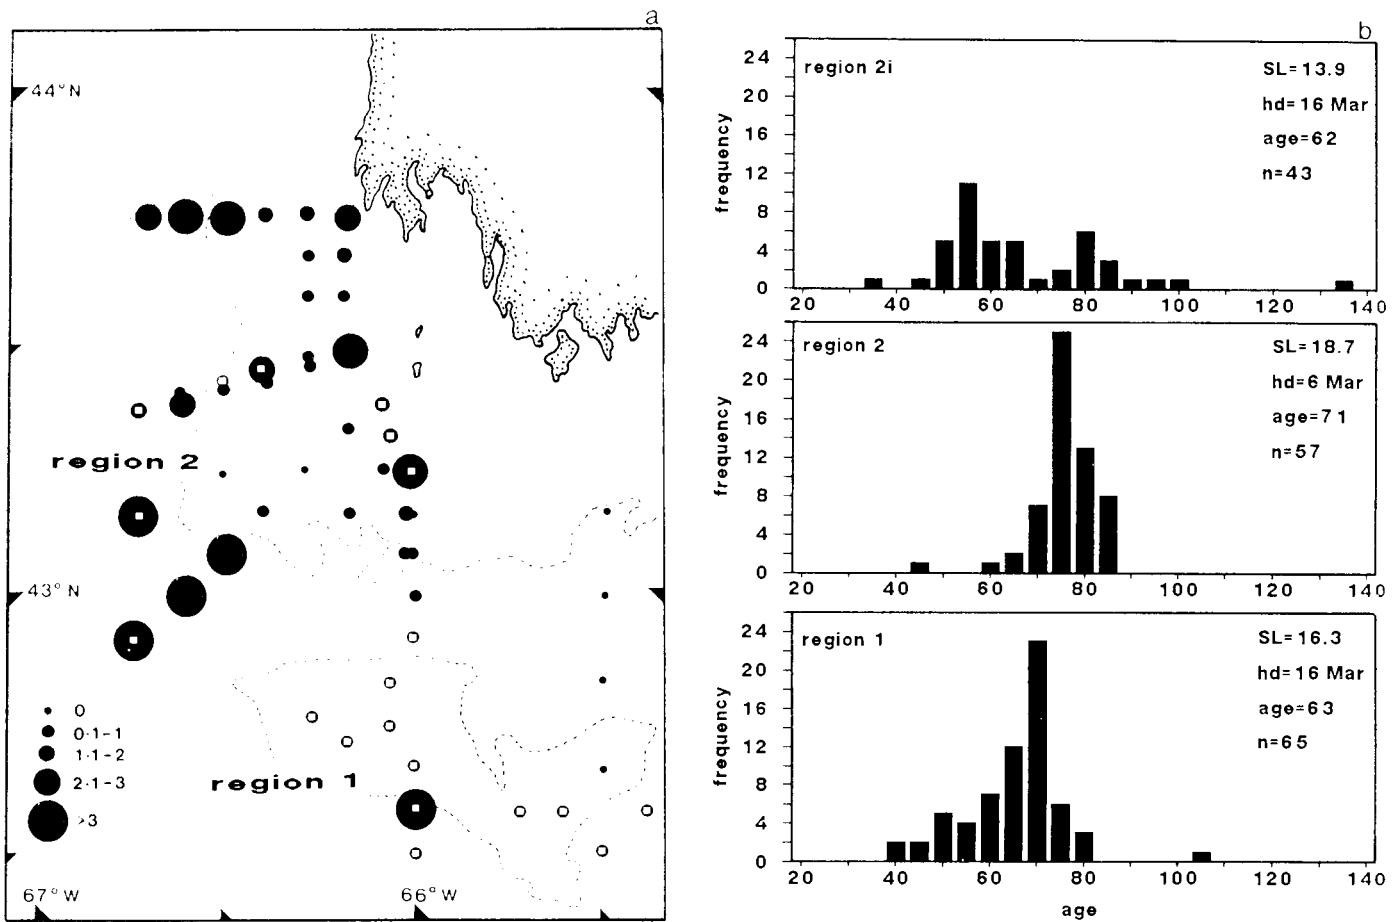 a
44° N
region 2
43° N
0
0·1-1
1·1-2
2·1-3
>3
region 1
67° W
66° W
b
region 2i
SL=13.9
hd=16 Mar
age=62
n=43
frequency
24
20
16
12
8
4
0
20 40 60 80 100 120 140
region 2
SL=18.7
hd=6 Mar
age=71
n=57
frequency
24
20
16
12
8
4
0
20 40 60 80 100 120 140
region 1
SL=16.3
hd=16 Mar
age=63
n=65
frequency
24
20
16
12
8
4
0
20 40 60 80 100 120 140
age